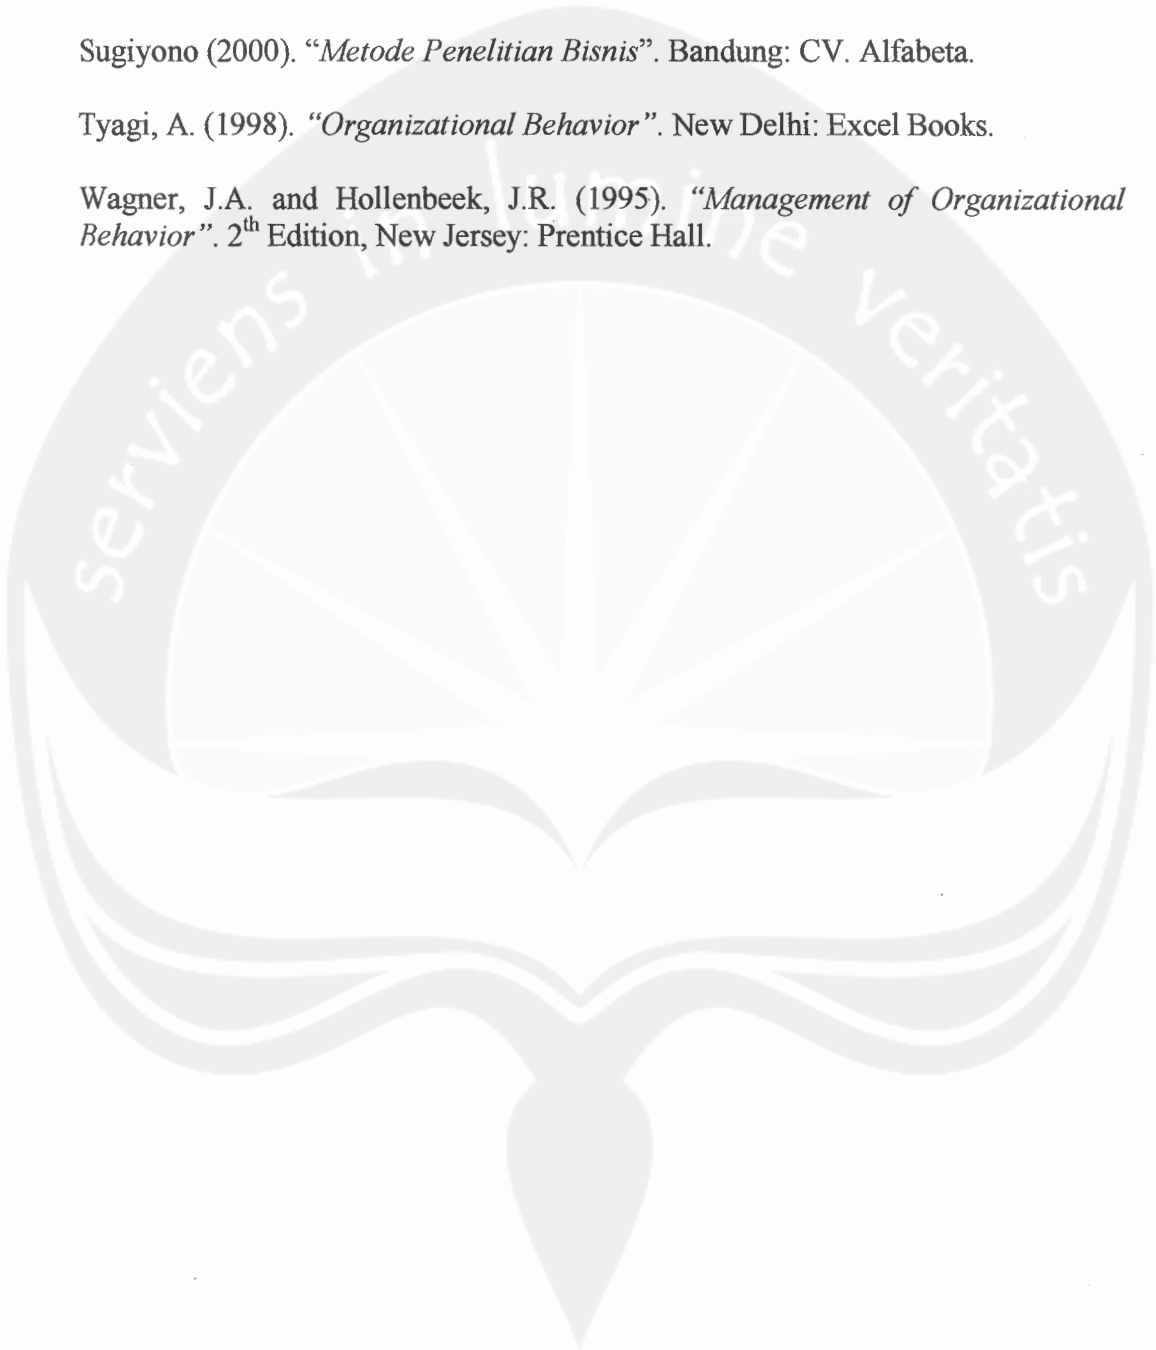 Sugiyono (2000). “Metode Penelitian Bisnis”. Bandung: CV. Alfabeta.
Tyagi, A. (1998). “Organizational Behavior”. New Delhi: Excel Books.
Wagner, J.A. and Hollenbeek, J.R. (1995). “Management of Organizational
Behavior”. 2th Edition, New Jersey: Prentice Hall.
serviens in lumine veritatis